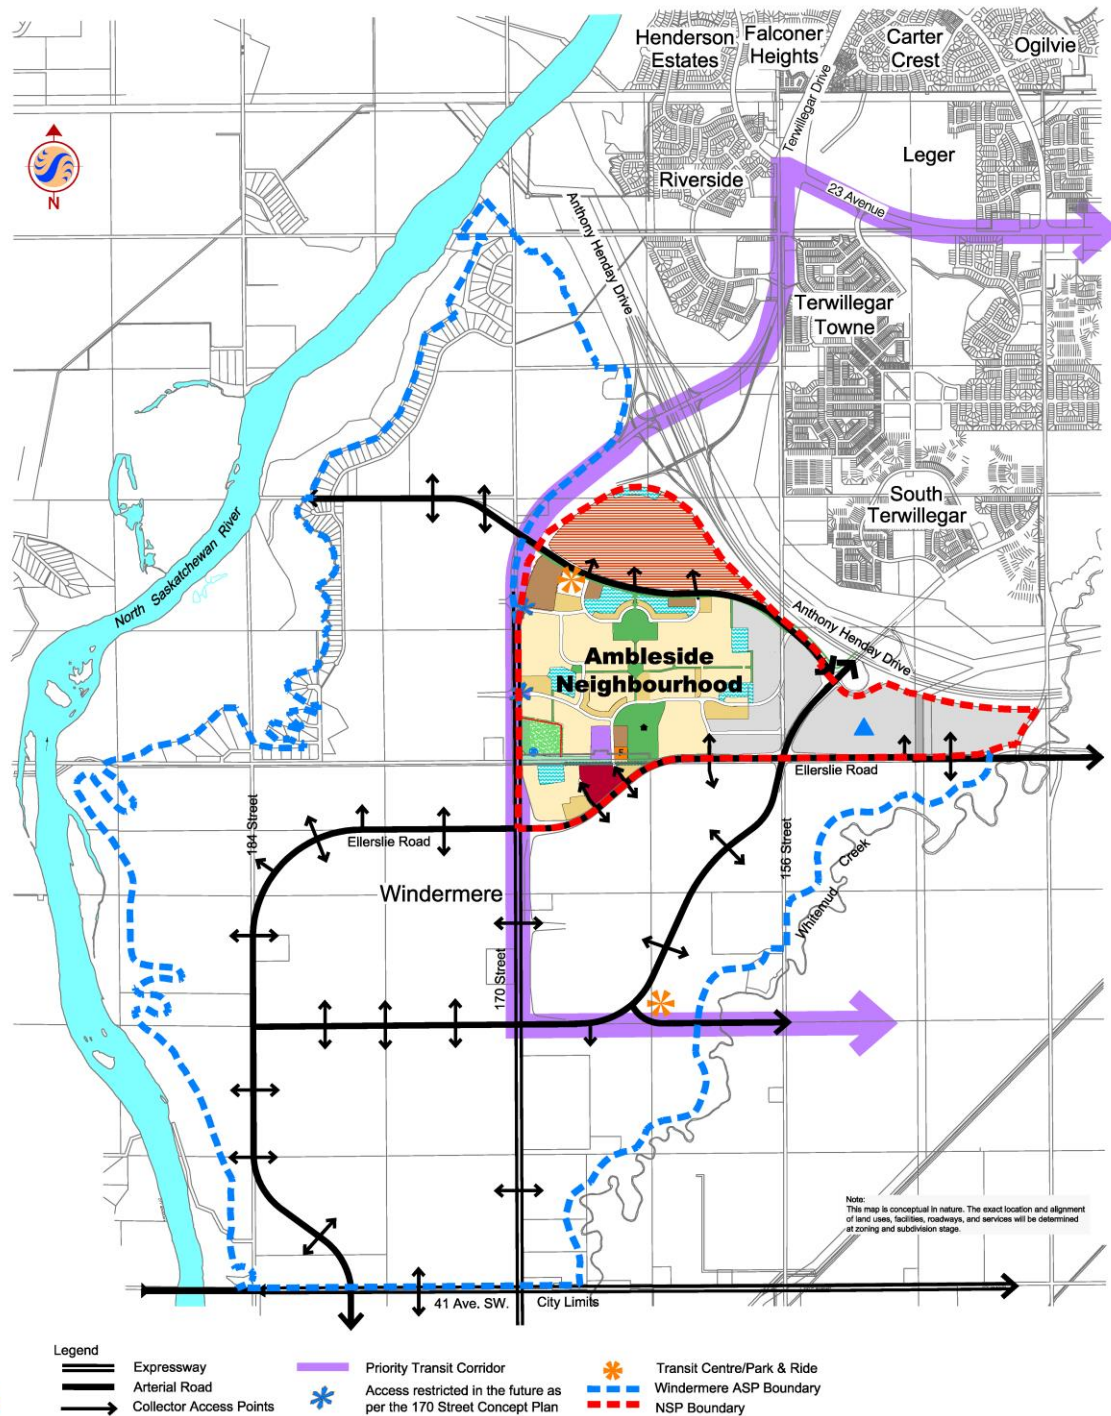 Henderson
Estates
Falconer
Heights
Carter
Crest
Ogilvie
Terwillegar Drive
Leger
Riverside
23 Avenue
N
Anthony Henday Drive
Terwillegar
Towne
South
Terwillegar
North Saskatchewan River
Anthony Henday Drive
Ambleside
Neighbourhood
Ellerslie Road
184 Street
Ellerslie Road
156 Street
Whitemud Creek
Windermere
170 Street
Note:
This map is conceptual in nature. The exact location and alignment
of land uses, facilities, roadways, and services will be determined
at zoning and subdivision stage.
41 Ave. SW.
City Limits
Legend
Expressway
Arterial Road
Collector Access Points
Priority Transit Corridor
Access restricted in the future as
per the 170 Street Concept Plan
Transit Centre/Park & Ride
Windermere ASP Boundary
NSP Boundary